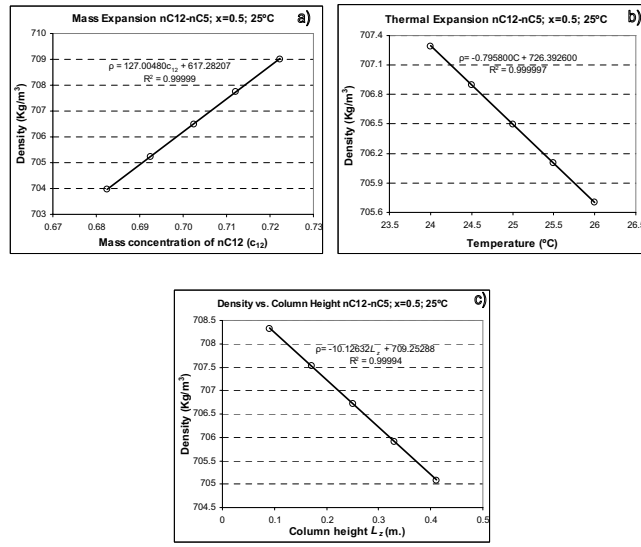 Mass Expansion nC12-nC5; x=0.5; 25ºC
a)
ρ = 127.00480c₁₂ + 617.28207
R² = 0.99999
Density (Kg/m³)
710
709
708
707
706
705
704
703
0.67 0.68 0.69 0.70 0.71 0.72 0.73
Mass concentration of nC12 (c₁₂)
Thermal Expansion nC12-nC5; x=0.5; 25ºC
b)
ρ= -0.795800C + 726.392600
R² = 0.999997
Density (Kg/m³)
707.4
707.1
706.8
706.5
706.2
705.9
705.6
23.5 24 24.5 25 25.5 26 26.5
Temperature (ºC)
Density vs. Column Height nC12-nC5; x=0.5; 25ºC
c)
ρ= -10.12632L_z + 709.25288
R² = 0.99994
Density (Kg/m³)
708.5
708
707.5
707
706.5
706
705.5
705
704.5
0 0.1 0.2 0.3 0.4 0.5
Column height L_z (m.)